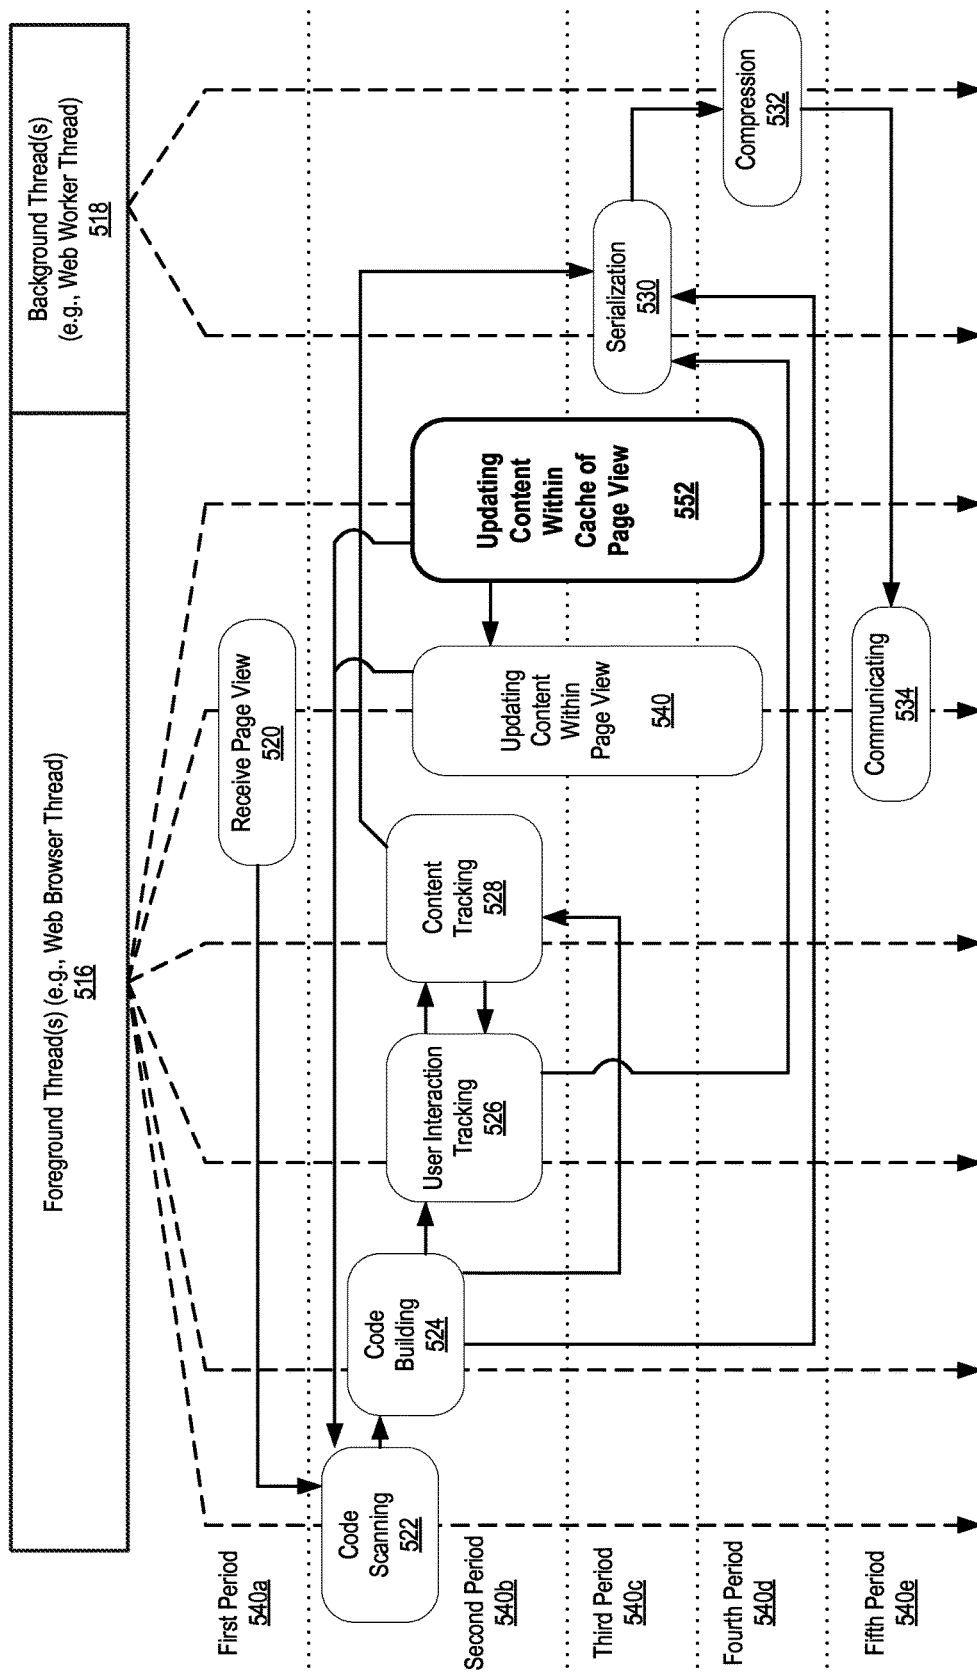 Foreground Thread(s) (e.g., Web Browser Thread)
516
Background Thread(s)
(e.g., Web Worker Thread)
518
First Period
540a
Receive Page View
520
Second Period
540b
Code
Scanning
522
Code
Building
524
User Interaction
Tracking
526
Content
Tracking
528
Updating
Content
Within
Page View
540
Updating
Content
Within
Cache of
Page View
552
Third Period
540c
Serialization
530
Fourth Period
540d
Compression
532
Fifth Period
540e
Communicating
534